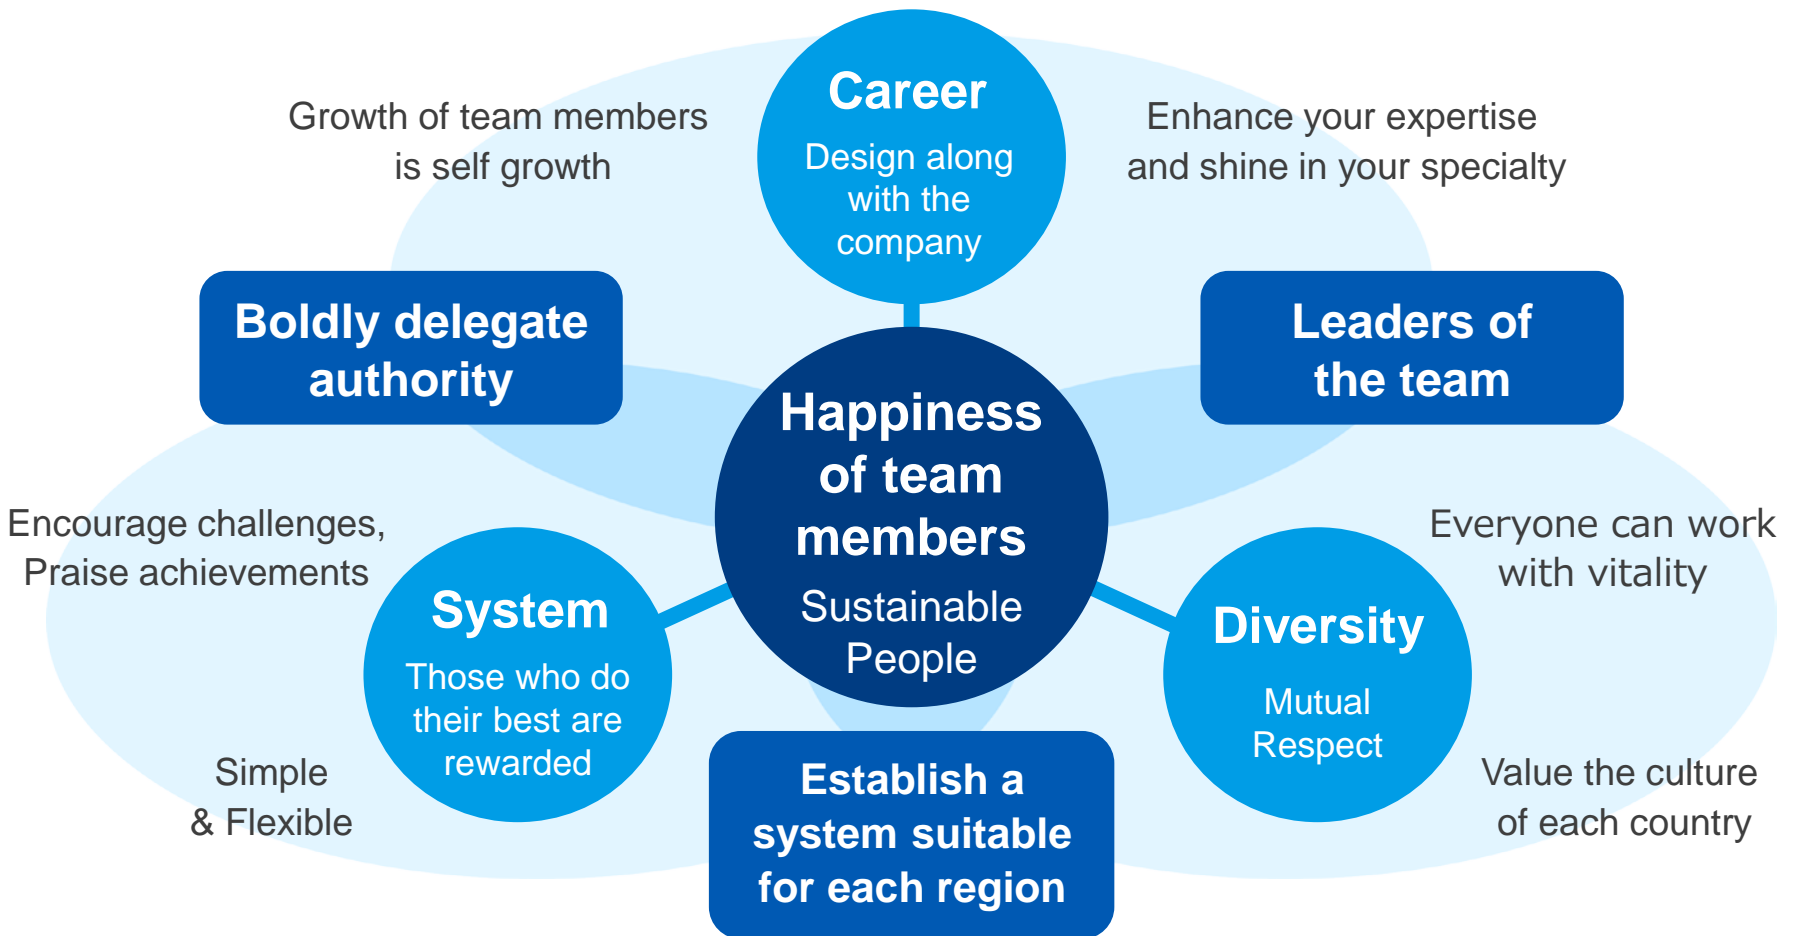 Career
Design along
with the
company
Growth of team members
is self growth
Enhance your expertise
and shine in your specialty
Boldly delegate
authority
Leaders of
the team
Happiness
of team
members
Sustainable
People
Encourage challenges,
Praise achievements
System
Those who do
their best are
rewarded
Simple
& Flexible
Everyone can work
with vitality
Diversity
Mutual
Respect
Value the culture
of each country
Establish a
system suitable
for each region